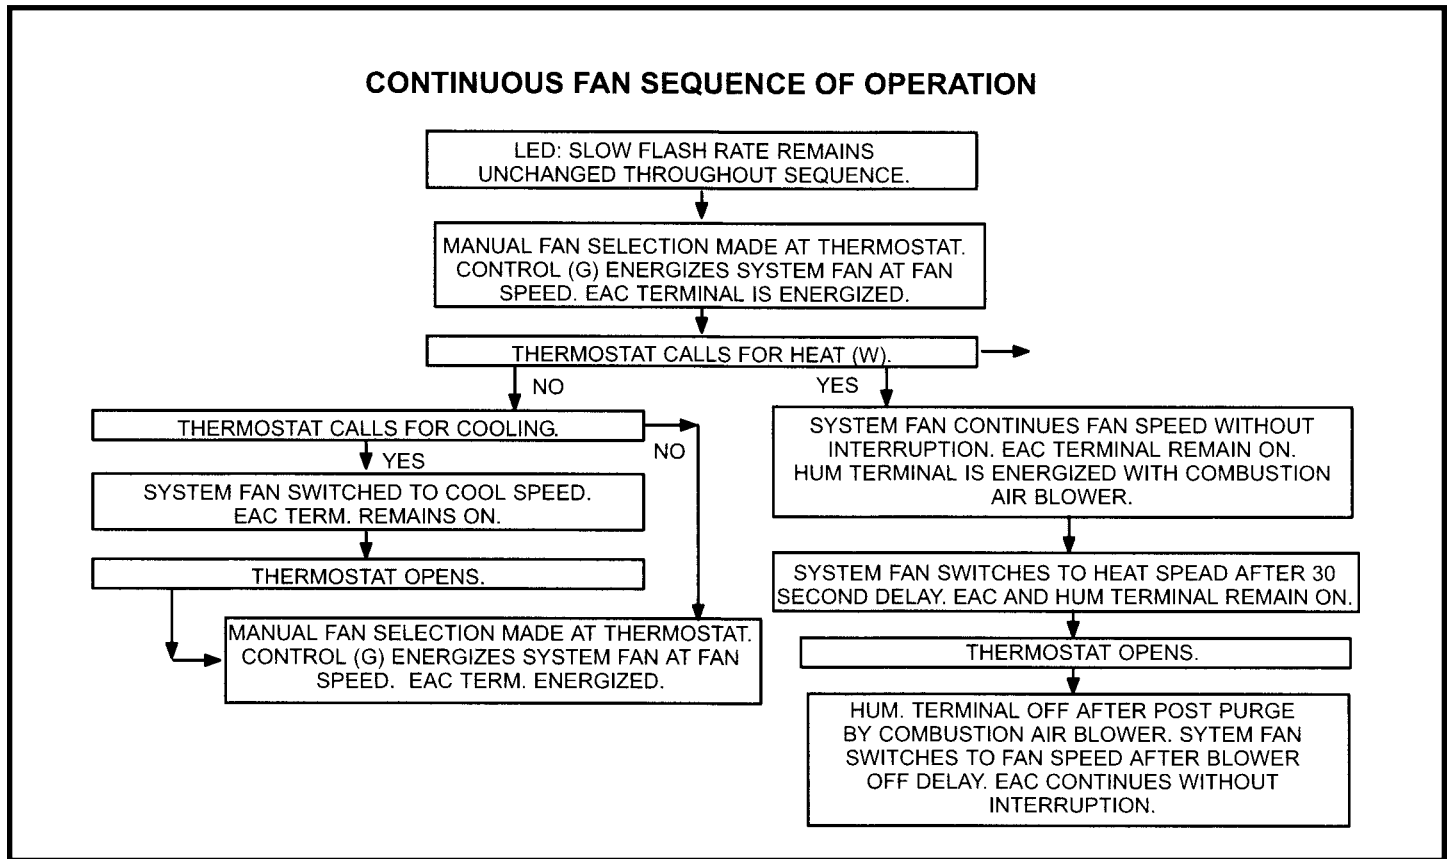 CONTINUOUS FAN SEQUENCE OF OPERATION
LED: SLOW FLASH RATE REMAINS
UNCHANGED THROUGHOUT SEQUENCE.
MANUAL FAN SELECTION MADE AT THERMOSTAT.
CONTROL (G) ENERGIZES SYSTEM FAN AT FAN
SPEED. EAC TERMINAL IS ENERGIZED.
THERMOSTAT CALLS FOR HEAT (W).
NO
YES
THERMOSTAT CALLS FOR COOLING.
NO
YES
SYSTEM FAN SWITCHED TO COOL SPEED.
EAC TERM. REMAINS ON.
THERMOSTAT OPENS.
MANUAL FAN SELECTION MADE AT THERMOSTAT.
CONTROL (G) ENERGIZES SYSTEM FAN AT FAN
SPEED. EAC TERM. ENERGIZED.
SYSTEM FAN CONTINUES FAN SPEED WITHOUT
INTERRUPTION. EAC TERMINAL REMAIN ON.
HUM TERMINAL IS ENERGIZED WITH COMBUSTION
AIR BLOWER.
SYSTEM FAN SWITCHES TO HEAT SPEAD AFTER 30
SECOND DELAY. EAC AND HUM TERMINAL REMAIN ON.
THERMOSTAT OPENS.
HUM. TERMINAL OFF AFTER POST PURGE
BY COMBUSTION AIR BLOWER. SYTEM FAN
SWITCHES TO FAN SPEED AFTER BLOWER
OFF DELAY. EAC CONTINUES WITHOUT
INTERRUPTION.